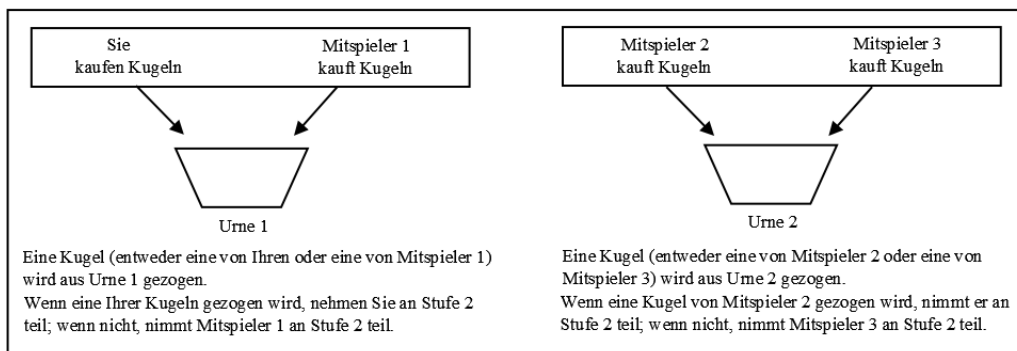 Sie
kaufen Kugeln
Mitspieler 1
kauft Kugeln
Urne 1
Eine Kugel (entweder eine von Ihren oder eine von Mitspieler 1)
wird aus Urne 1 gezogen.
Wenn eine Ihrer Kugeln gezogen wird, nehmen Sie an Stufe 2
teil; wenn nicht, nimmt Mitspieler 1 an Stufe 2 teil.
Mitspieler 2
kauft Kugeln
Mitspieler 3
kauft Kugeln
Urne 2
Eine Kugel (entweder eine von Mitspieler 2 oder eine von
Mitspieler 3) wird aus Urne 2 gezogen.
Wenn eine Kugel von Mitspieler 2 gezogen wird, nimmt er an
Stufe 2 teil; wenn nicht, nimmt Mitspieler 3 an Stufe 2 teil.